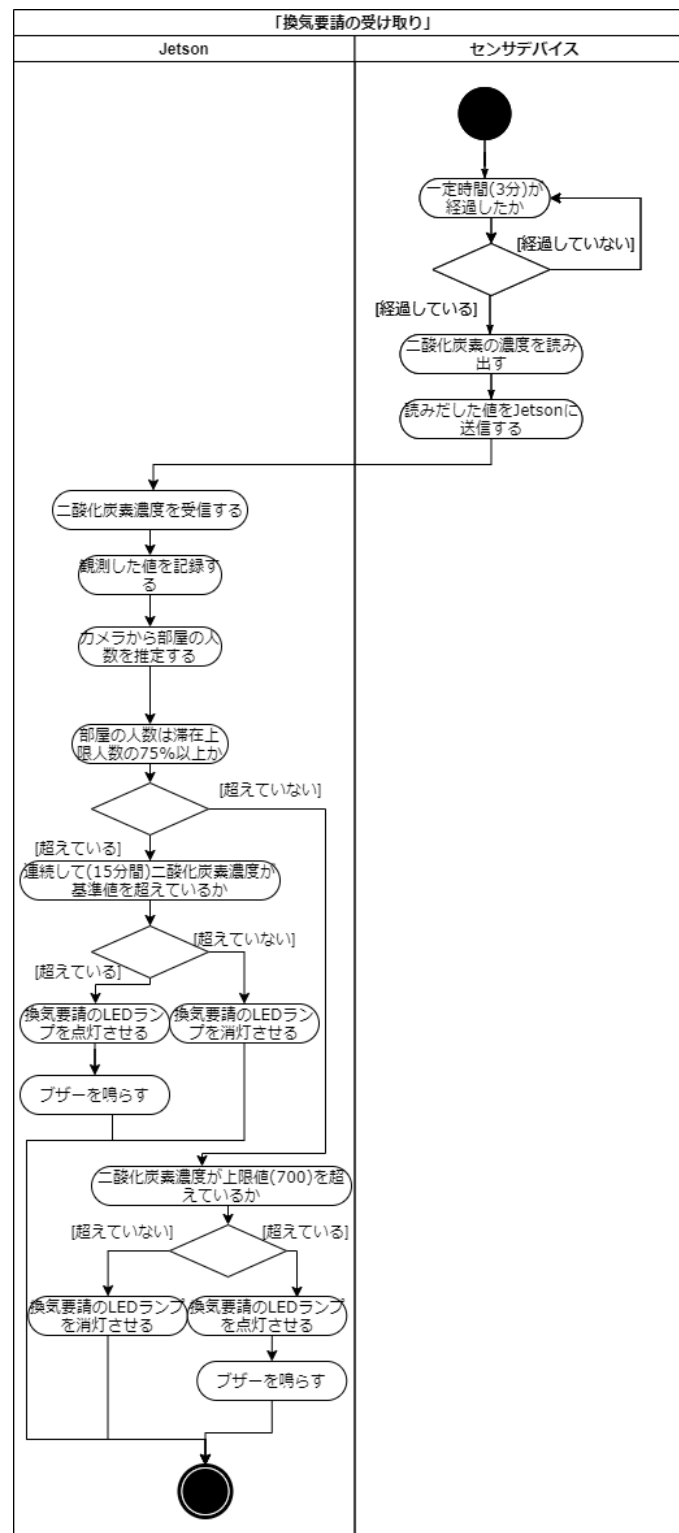 「換気要請の受け取り」
Jetson
センサデバイス
一定時間(3分)が
経過したか
[経過していない]
[経過している]
二酸化炭素の濃度を読み
出す
読みだした値をJetsonに
送信する
二酸化炭素濃度を受信する
観測した値を記録す
る
カメラから部屋の人
数を推定する
部屋の人数は滞在上
限人数の75%以上か
[超えていない]
[超えている]
連続して(15分間)二酸化炭素濃度が
基準値を超えているか
[超えていない]
[超えている]
換気要請のLEDラン
プを点灯させる
換気要請のLEDラン
プを消灯させる
ブザーを鳴らす
二酸化炭素濃度が上限値(700)を超
えているか
[超えていない]
[超えている]
換気要請のLEDランプ
を消灯させる
換気要請のLEDランプ
を点灯させる
ブザーを鳴らす